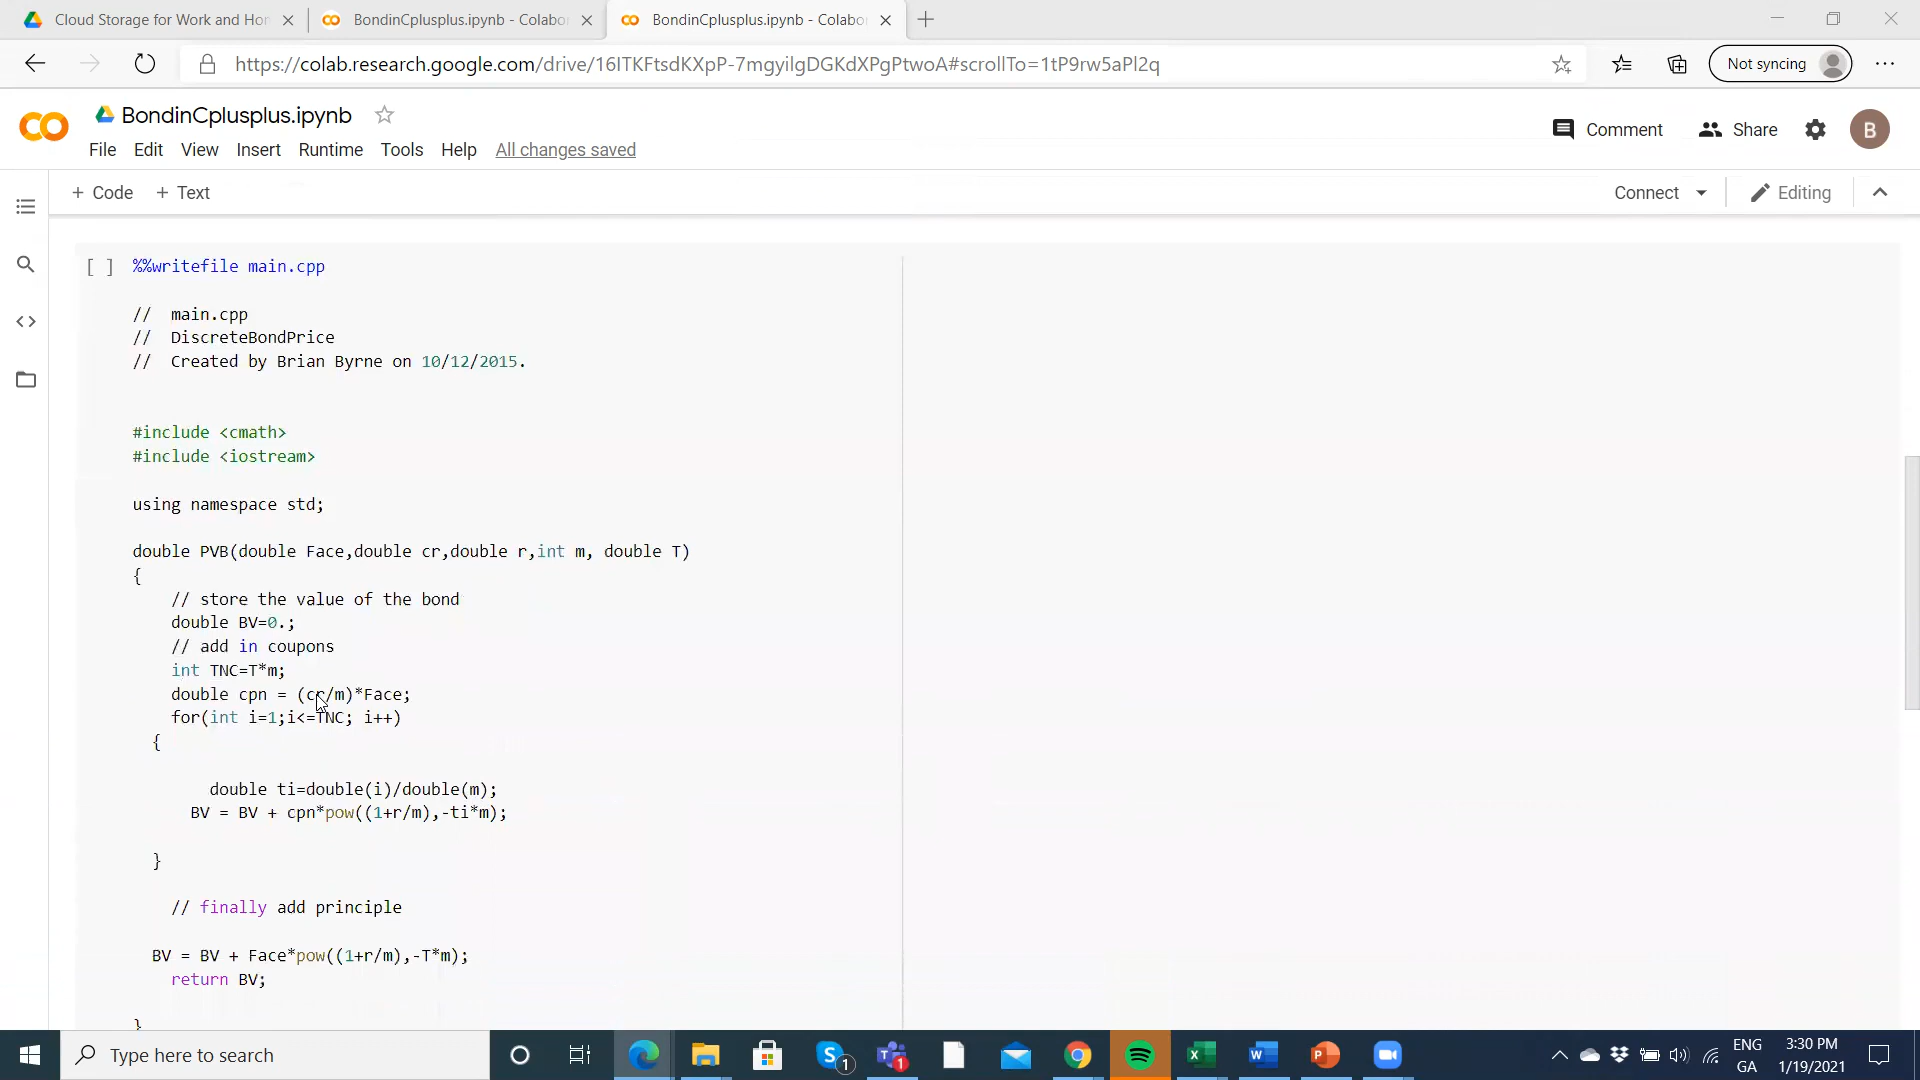 Cloud Storage for Work and Ho
BondinCplusplus.ipynb - Colabo
BondinCplusplus.ipynb - Colabo
https://colab.research.google.com/drive/16ITKFtsdKXpP-7mgyilgDGKdXPgPtwoA#scrollTo=1tP9rw5aPl2q
Not syncing
BondinCplusplus.ipynb
Comment
Share
B
File Edit View Insert Runtime Tools Help All changes saved
+ Code + Text
Connect
Editing
[ ] %%writefile main.cpp
// main.cpp
// DiscreteBondPrice
// Created by Brian Byrne on 10/12/2015.
#include <cmath>
#include <iostream>
using namespace std;
double PVB(double Face,double cr,double r,int m, double T)
{
// store the value of the bond
double BV=0.;
// add in coupons
int TNC=T*m;
double cpn = (cr/m)*Face;
for(int i=1;i<=TNC; i++)
{
double ti=double(i)/double(m);
BV = BV + cpn*pow((1+r/m),-ti*m);
}
// finally add principle
BV = BV + Face*pow((1+r/m),-T*m);
return BV;
}
Type here to search
1
1
ENG
GA
3:30 PM
1/19/2021